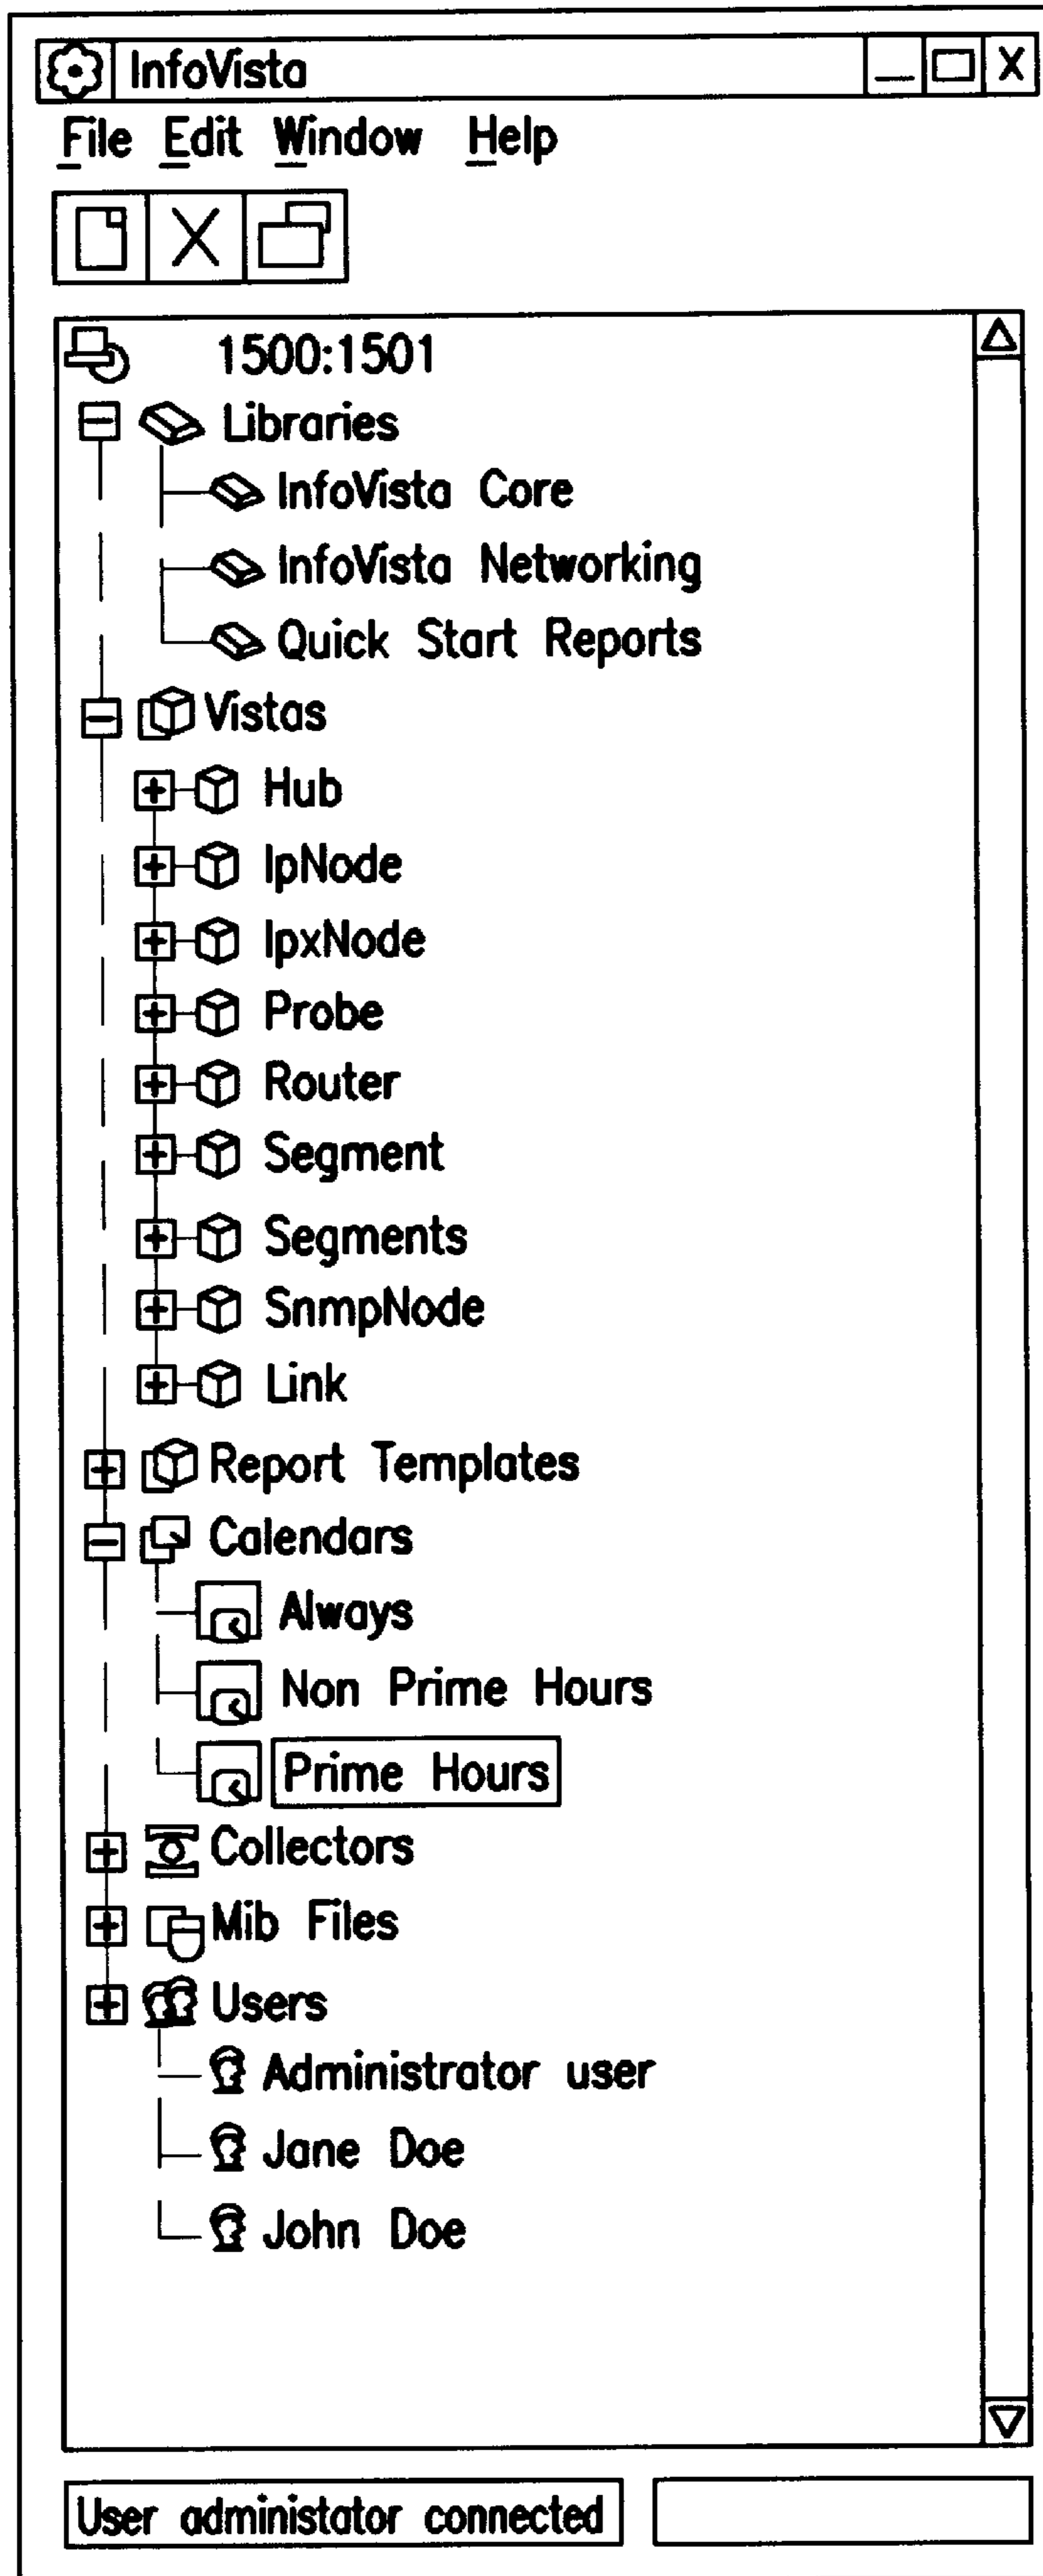 InfoVista
File Edit Window Help
1500:1501
Libraries
InfoVista Core
InfoVista Networking
Quick Start Reports
Vistas
Hub
IpNode
IpxNode
Probe
Router
Segment
Segments
SnmpNode
Link
Report Templates
Calendars
Always
Non Prime Hours
Prime Hours
Collectors
Mib Files
Users
Administrator user
Jane Doe
John Doe
User administator connected